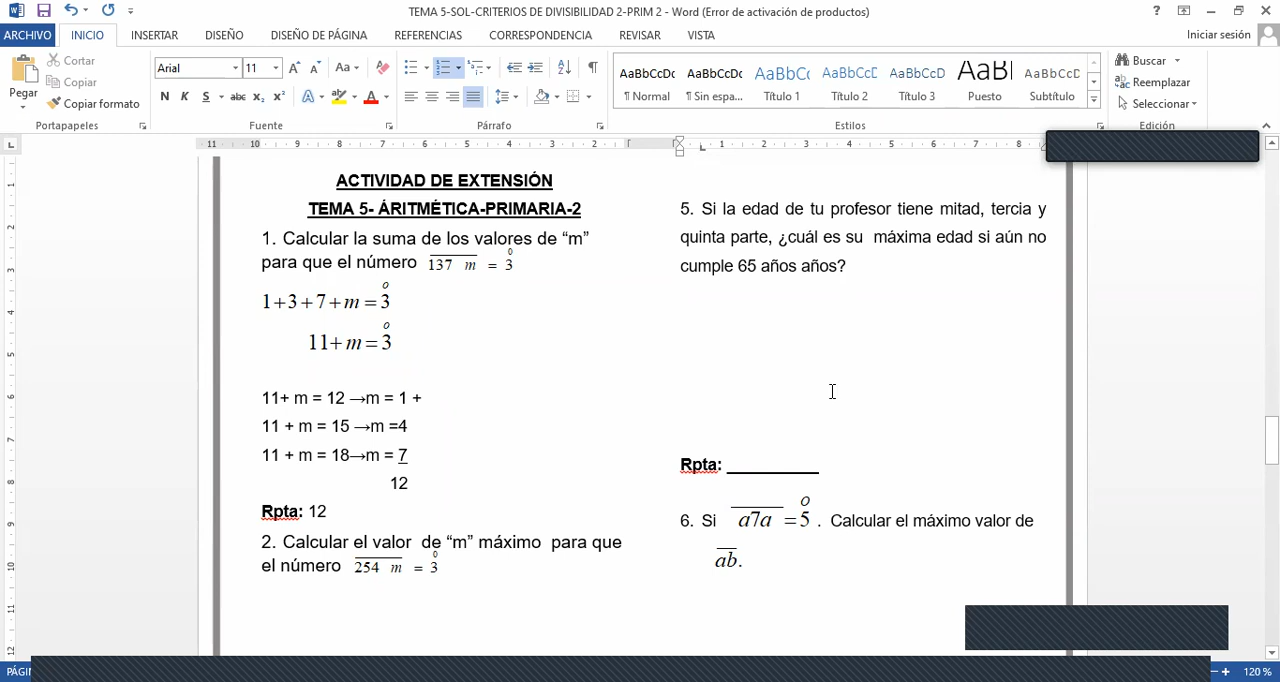 TEMA 5-SOL-CRITERIOS DE DIVISIBILIDAD 2-PRIM 2 - Word (Error de activación de productos)
ARCHIVO INICIO INSERTAR DISEÑO DISEÑO DE PÁGINA REFERENCIAS CORRESPONDENCIA REVISAR VISTA Iniciar sesión
Pegar
Cortar
Copiar
Copiar formato
Portapapeles
Arial 11
N K S abc x₂ x²
Fuente
Párrafo
AaBbCcDc AaBbCcDc AaBbCc AaBbCcC AaBbCcD AaBl AaBbCcD
¶ Normal ¶ Sin espa... Título 1 Título 2 Título 3 Puesto Subtítulo
Estilos
Buscar
Reemplazar
Seleccionar
Edición
ACTIVIDAD DE EXTENSIÓN
TEMA 5- ÁRITMÉTICA-PRIMARIA-2
1. Calcular la suma de los valores de “m”
para que el número 137 m = 3
1+3+7+m=3
11+m=3
11+ m = 12 →m = 1 +
11 + m = 15 →m =4
11 + m = 18→m = 7
12
Rpta: 12
2. Calcular el valor de “m” máximo para que
el número 254 m = 3
5. Si la edad de tu profesor tiene mitad, tercia y
quinta parte, ¿cuál es su máxima edad si aún no
cumple 65 años años?
Rpta: __________
6. Si a7a =5 . Calcular el máximo valor de
ab.
PÁGI
120 %